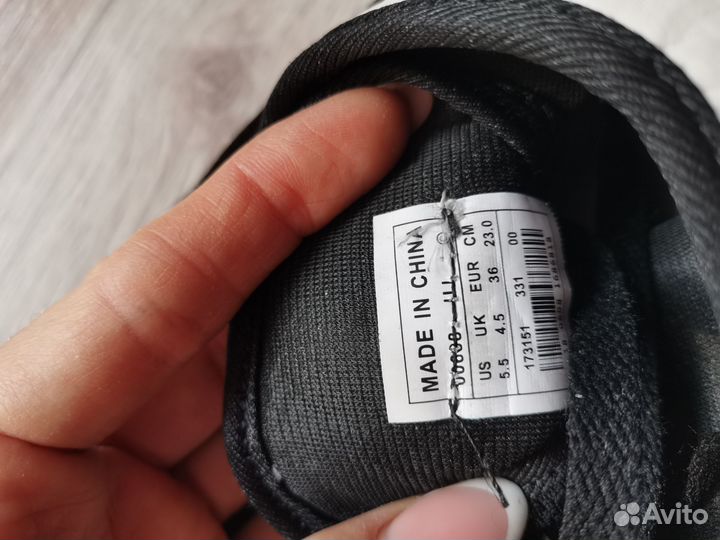 MADE IN CHINA
US UK EUR CM
5.5 4.5 36 23.0
173151 331 00
Avito